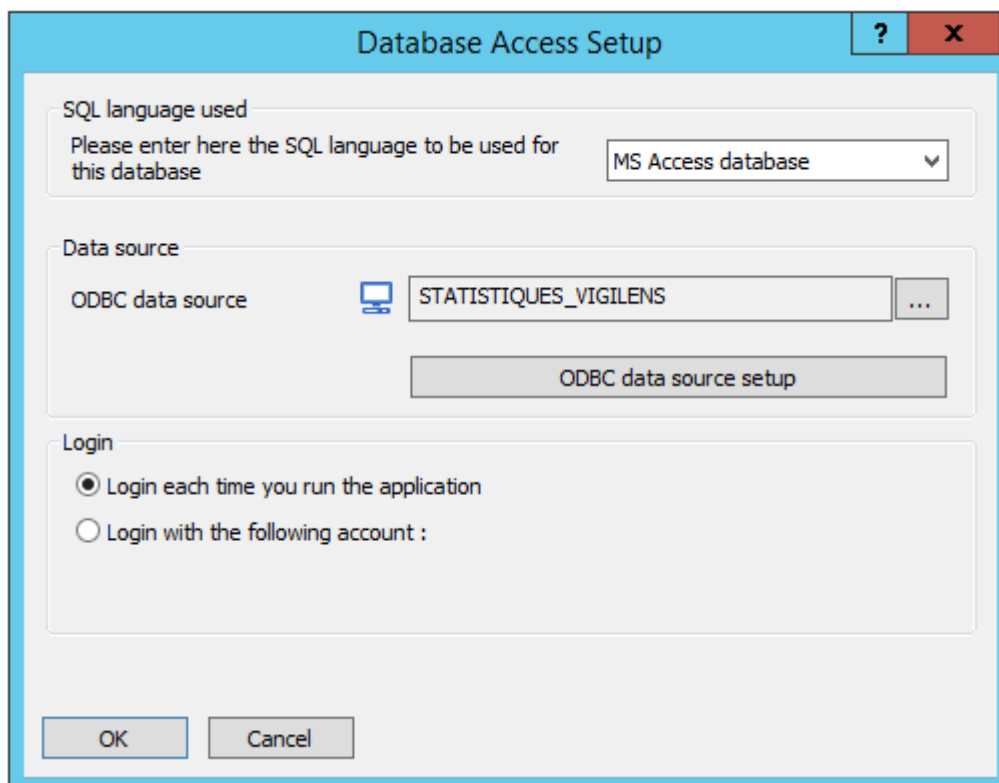 Database Access Setup
?
x
SQL language used
Please enter here the SQL language to be used for
this database
MS Access database
Data source
ODBC data source
STATISTIQUES_VIGILENS
...
ODBC data source setup
Login
Login each time you run the application
Login with the following account :
OK
Cancel